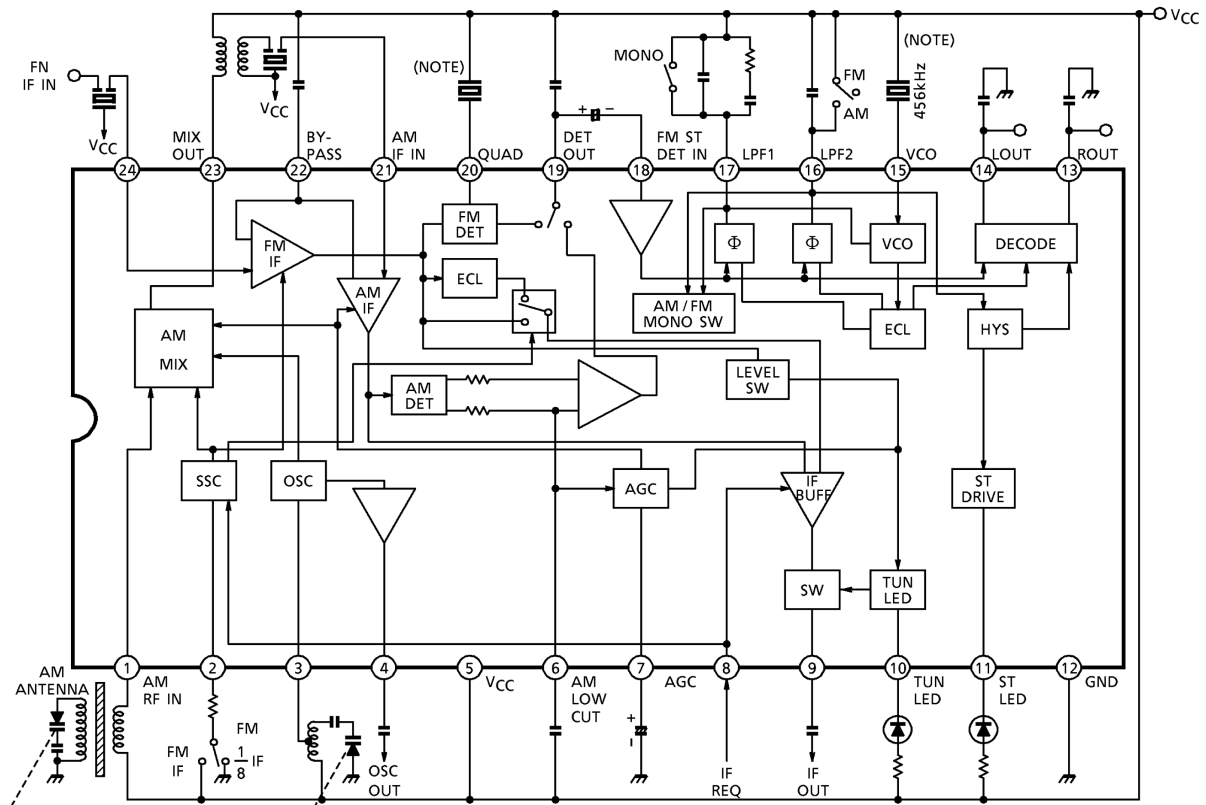 VCC
FN
IF IN
VCC
VCC
(NOTE)
MONO
FM
AM
(NOTE)
456kHz
MIX
OUT
BY-
PASS
AM
IF IN
QUAD
DET
OUT
+ −
FM ST
DET IN
LPF1
LPF2
VCO
LOUT
ROUT
24
23
22
21
20
19
18
17
16
15
14
13
FM
IF
FM
DET
ECL
AM
IF
Φ
Φ
VCO
DECODE
AM / FM
MONO SW
ECL
HYS
AM
MIX
AM
DET
LEVEL
SW
SSC
OSC
AGC
IF
BUFF
ST
DRIVE
SW
TUN
LED
1
2
3
4
5
6
7
8
9
10
11
12
AM
ANTENNA
AM
RF IN
VCC
AM
LOW
CUT
AGC
TUN
LED
ST
LED
GND
FM
IF
FM
1/8 IF
OSC
OUT
+
-
IF
REQ
IF
OUT